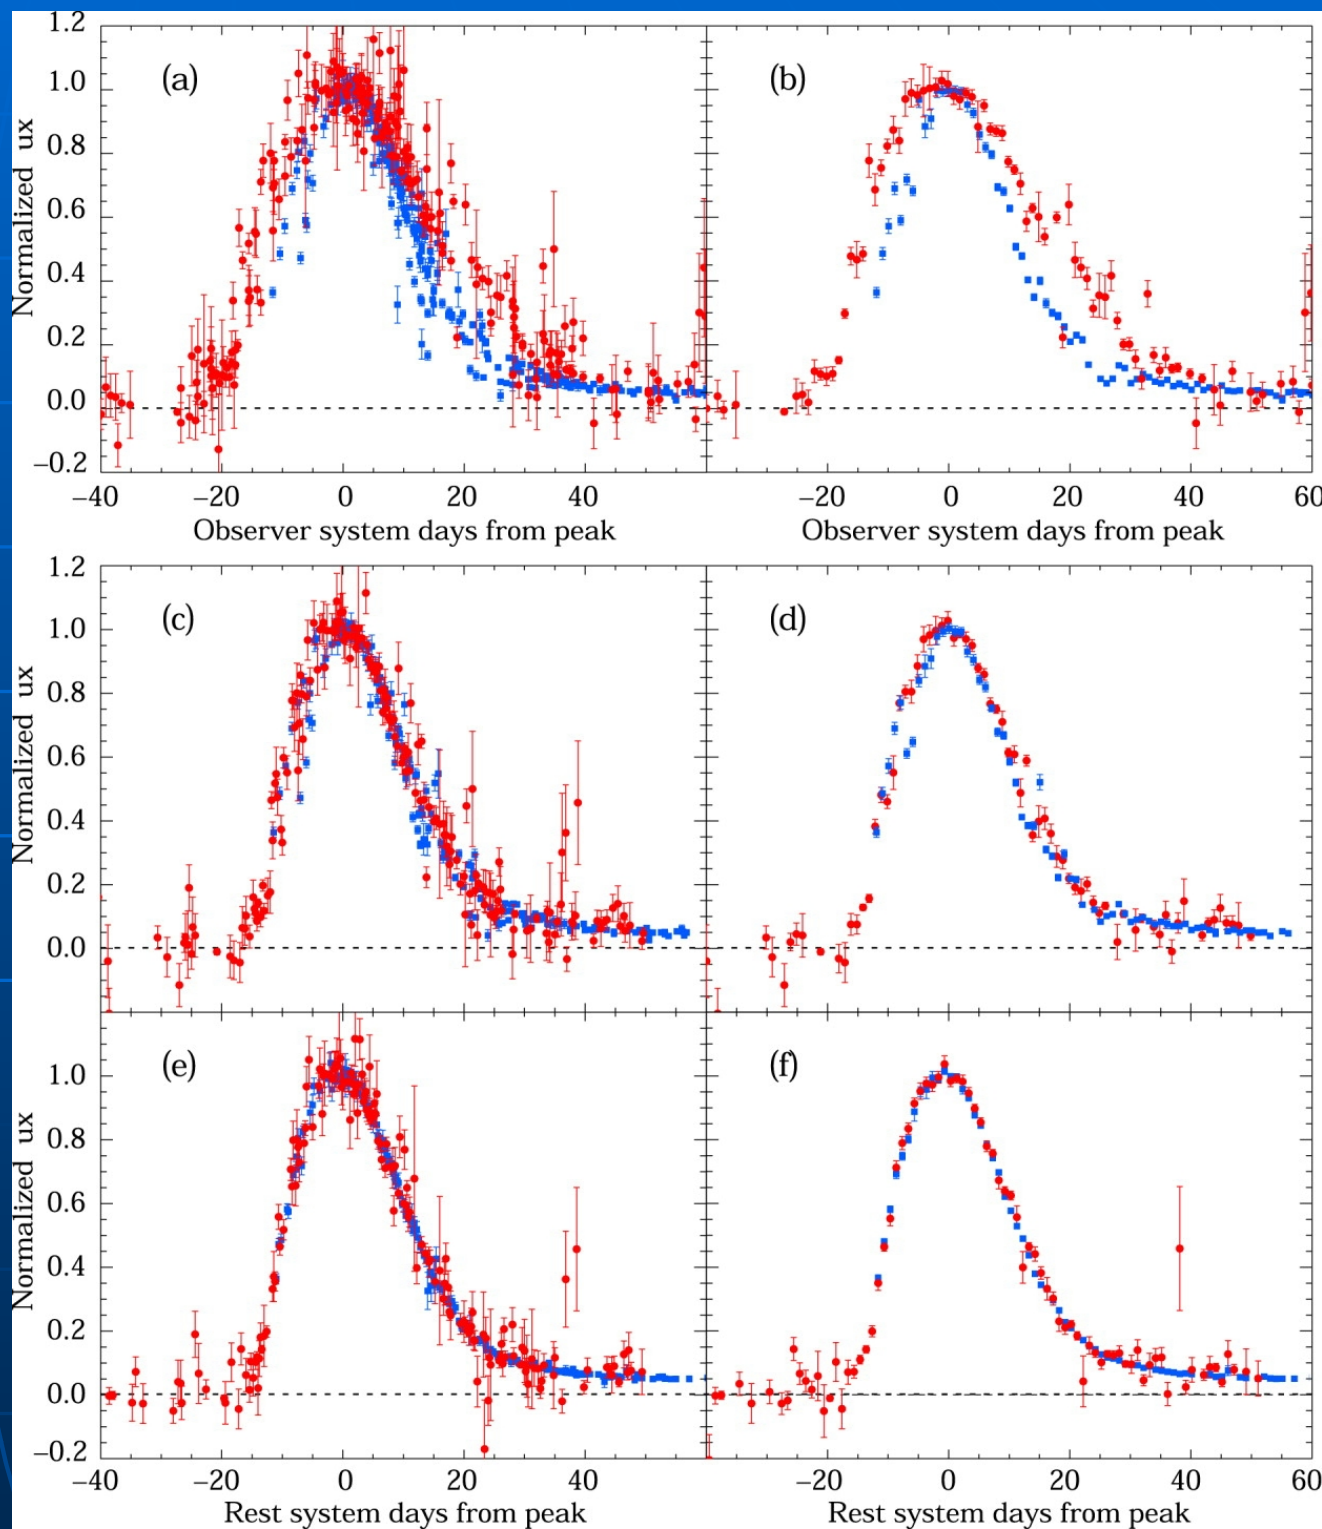 1.2
1.0
0.8
0.6
0.4
0.2
0.0
−0.2
Normalized ux
(a)
(b)
−40 −20 0 20 40
−20 0 20 40 60
Observer system days from peak
Observer system days from peak
1.2
1.0
0.8
0.6
0.4
0.2
0.0
Normalized ux
(c)
(d)
1.0
0.8
0.6
0.4
0.2
0.0
−0.2
Normalized ux
(e)
(f)
−40 −20 0 20 40
−20 0 20 40 60
Rest system days from peak
Rest system days from peak